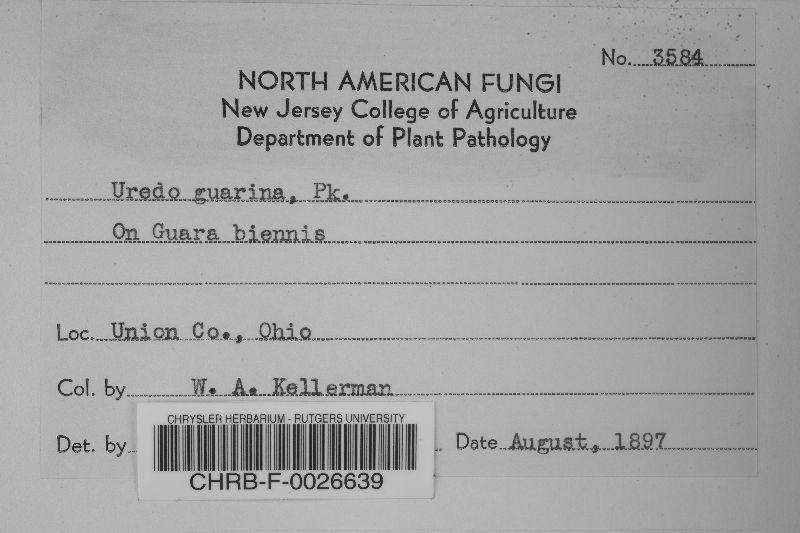 No. 3584
NORTH AMERICAN FUNGI
New Jersey College of Agriculture
Department of Plant Pathology
Uredo guarina, Pk.
On Guara biennis
Loc. Union Co., Ohio
Col. by W. A. Kellerman
Det. by Date August, 1897
CHRYSLER HERBARIUM - RUTGERS UNIVERSITY
CHRB-F-0026639